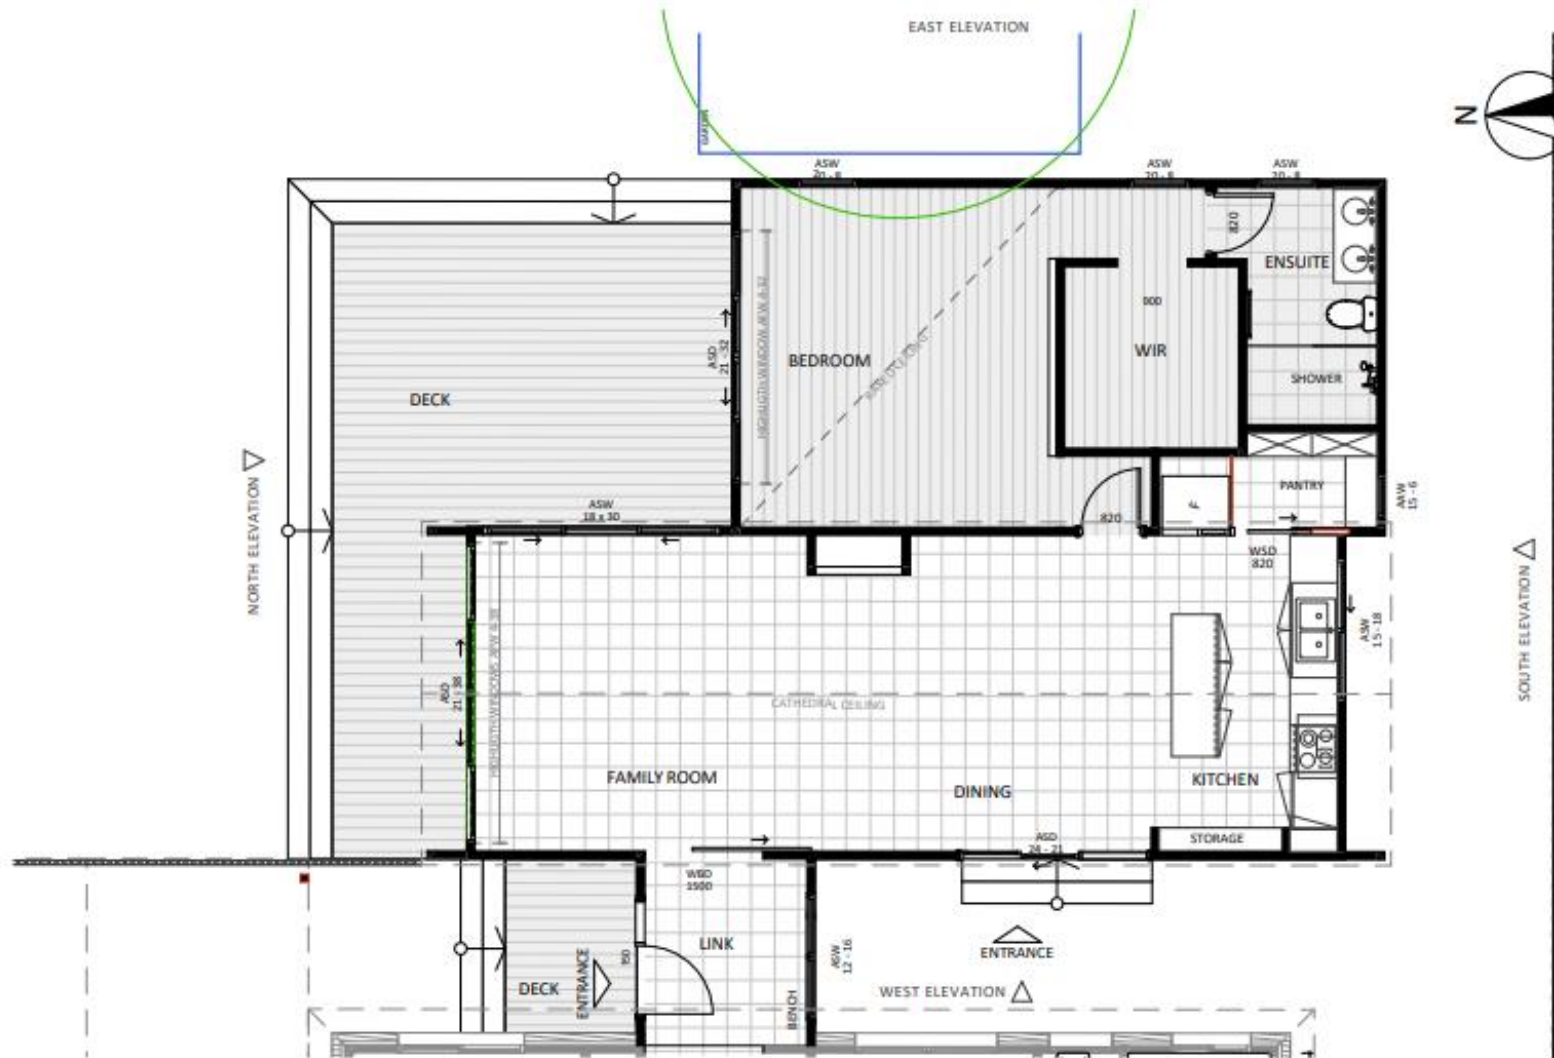 EAST ELEVATION
N
GARDEN
ASW
20 - 8
ASW
20 - 8
ASW
20 - 8
820
ENSUITE
900
WIR
BEDROOM
SHOWER
ASD
21 - 32
DECK
NORTH ELEVATION
ASW
18 x 30
820
F
PANTRY
AAW
15 - 6
WSD
820
SOUTH ELEVATION
ASW
15 - 18
ASD
21 - 38
CATHEDRAL CEILING
FAMILY ROOM
DINING
KITCHEN
STORAGE
ASD
24 - 21
1500
LINK
ENTRANCE
DECK
ENTRANCE
ASW
12 - 16
WEST ELEVATION
BENCH